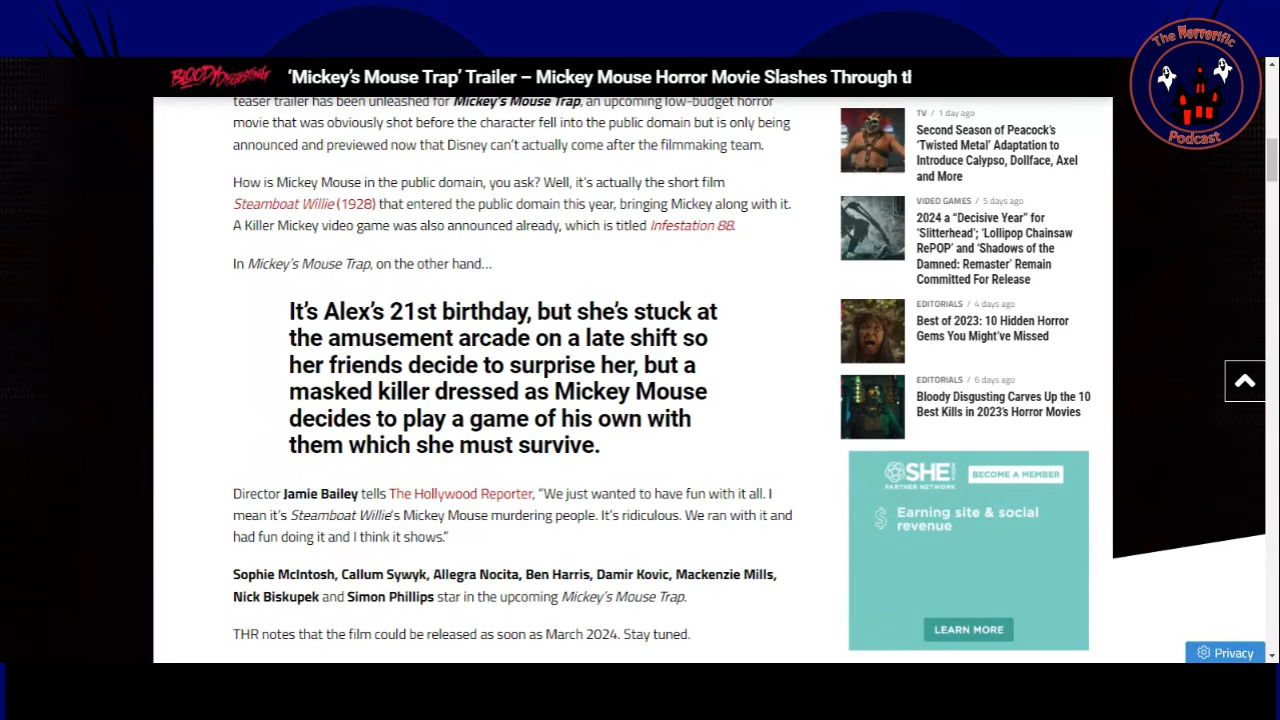 The Horrorific
Podcast
BLOODY DISGUSTING
‘Mickey’s Mouse Trap’ Trailer – Mickey Mouse Horror Movie Slashes Through tl
teaser trailer has been unleashed for Mickey’s Mouse Trap, an upcoming low-budget horror
movie that was obviously shot before the character fell into the public domain but is only being
announced and previewed now that Disney can’t actually come after the filmmaking team.
How is Mickey Mouse in the public domain, you ask? Well, it’s actually the short film
Steamboat Willie (1928) that entered the public domain this year, bringing Mickey along with it.
A Killer Mickey video game was also announced already, which is titled Infestation 88.
In Mickey’s Mouse Trap, on the other hand…
It’s Alex’s 21st birthday, but she’s stuck at
the amusement arcade on a late shift so
her friends decide to surprise her, but a
masked killer dressed as Mickey Mouse
decides to play a game of his own with
them which she must survive.
Director Jamie Bailey tells The Hollywood Reporter, “We just wanted to have fun with it all. I
mean it’s Steamboat Willie’s Mickey Mouse murdering people. It’s ridiculous. We ran with it and
had fun doing it and I think it shows.”
Sophie McIntosh, Callum Sywyk, Allegra Nocita, Ben Harris, Damir Kovic, Mackenzie Mills,
Nick Biskupek and Simon Phillips star in the upcoming Mickey’s Mouse Trap.
THR notes that the film could be released as soon as March 2024. Stay tuned.
TV / 1 day ago
Second Season of Peacock’s
‘Twisted Metal’ Adaptation to
Introduce Calypso, Dollface, Axel
and More
VIDEO GAMES / 5 days ago
2024 a “Decisive Year” for
‘Slitterhead’; ‘Lollipop Chainsaw
RePOP’ and ‘Shadows of the
Damned: Remaster’ Remain
Committed For Release
EDITORIALS / 4 days ago
Best of 2023: 10 Hidden Horror
Gems You Might’ve Missed
EDITORIALS / 6 days ago
Bloody Disgusting Carves Up the 10
Best Kills in 2023’s Horror Movies
SHE
PARTNER NETWORK
BECOME A MEMBER
Earning site & social
revenue
LEARN MORE
Privacy